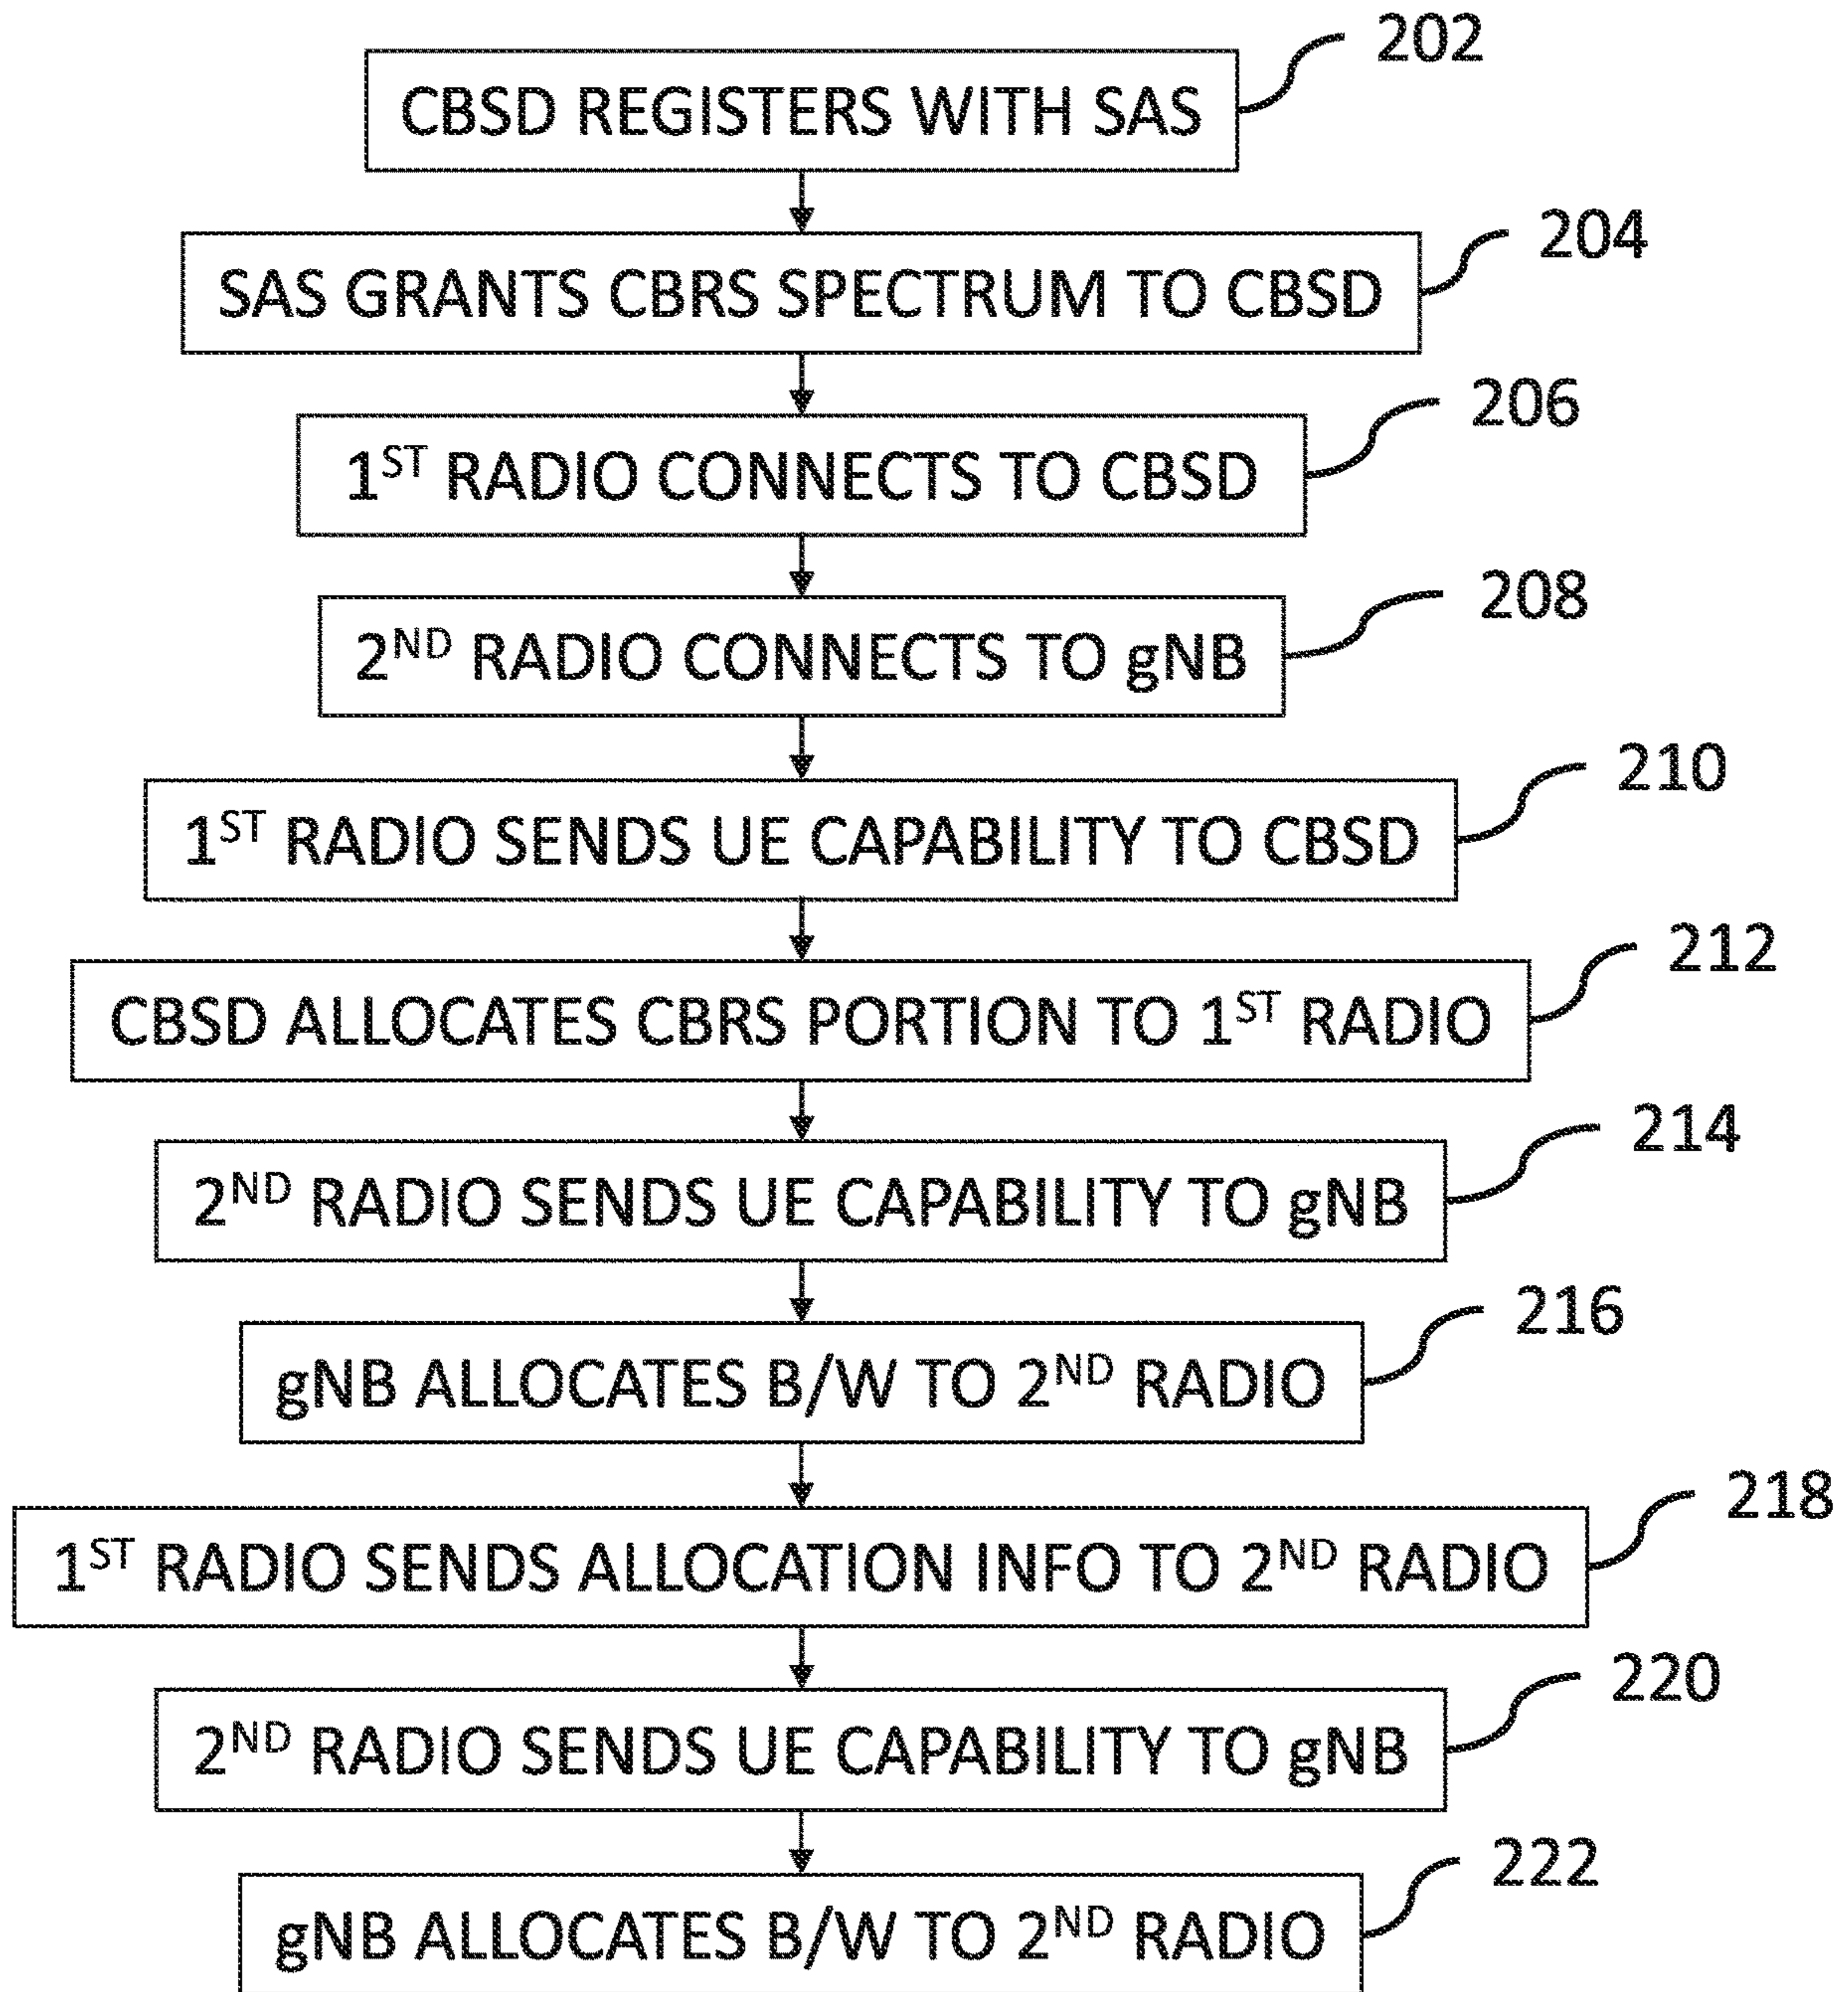 202
CBSD REGISTERS WITH SAS
204
SAS GRANTS CBRS SPECTRUM TO CBSD
206
1ST RADIO CONNECTS TO CBSD
208
2ND RADIO CONNECTS TO gNB
210
1ST RADIO SENDS UE CAPABILITY TO CBSD
212
CBSD ALLOCATES CBRS PORTION TO 1ST RADIO
214
2ND RADIO SENDS UE CAPABILITY TO gNB
216
gNB ALLOCATES B/W TO 2ND RADIO
218
1ST RADIO SENDS ALLOCATION INFO TO 2ND RADIO
220
2ND RADIO SENDS UE CAPABILITY TO gNB
222
gNB ALLOCATES B/W TO 2ND RADIO